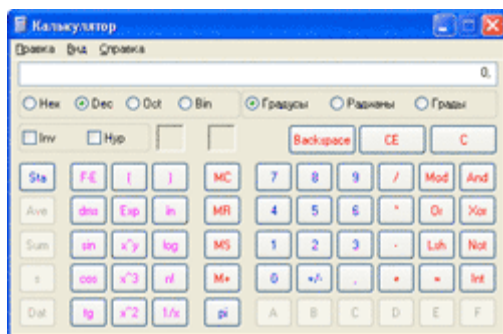 Калькулятор
Правка Вид Справка
0,
Hex Dec Oct Bin Градусы Радианы Грады
Inv Hyp Backspace CE C
Sta F-E ( ) MC 7 8 9 / Mod And
Ave dms Exp ln MR 4 5 6 * Or Xor
Sum sin x^y log MS 1 2 3 - Lsh Not
s cos x^3 n! M+ 0 +/- , + = Int
Dat tg x^2 1/x pi A B C D E F